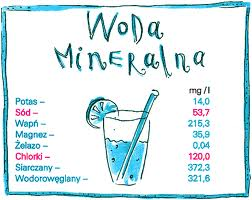 WODA
MINERALNA
mg / l
Potas – 14,0
Sód – 53,7
Wapń – 215,3
Magnez – 35,9
Żelazo – 0,04
Chlorki – 120,0
Siarczany – 372,3
Wodorowęglany – 321,6